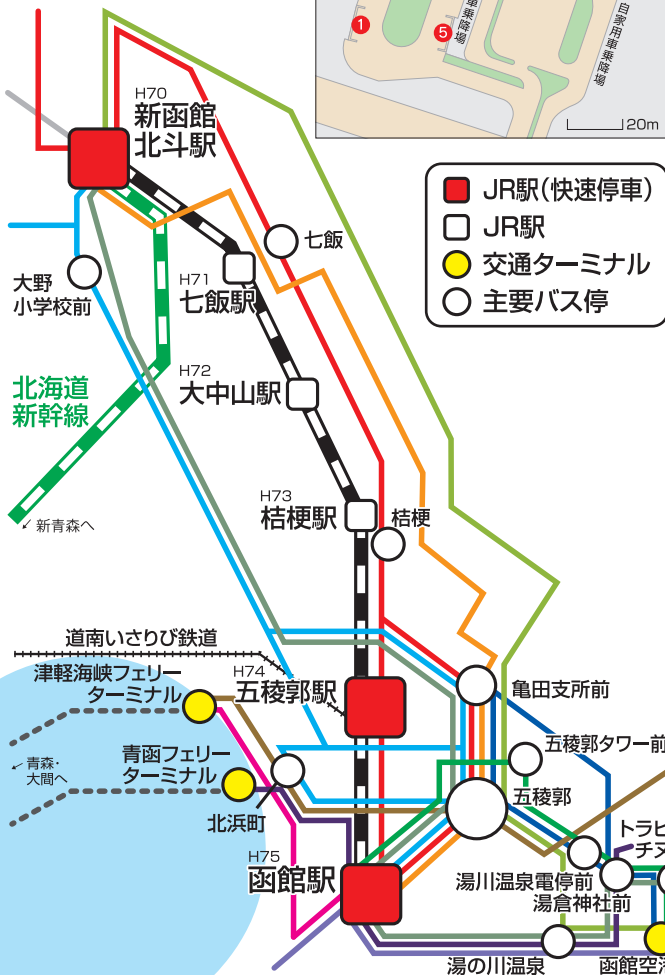 1
5
車乗降場
自家用車乗降場
20m
JR駅(快速停車)
JR駅
交通ターミナル
主要バス停
H70
新函館
北斗駅
七飯
大野
小学校前
H71
七飯駅
H72
大中山駅
北海道
新幹線
H73
桔梗駅
桔梗
↙新青森へ
道南いさりび鉄道
津軽海峡フェリー
ターミナル
H74
五稜郭駅
亀田支所前
五稜郭タワー前
←青森・
大間へ
青函フェリー
ターミナル
五稜郭
北浜町
トラピ
チヌ
H75
函館駅
湯川温泉電停前
湯倉神社前
湯の川温泉
函館空